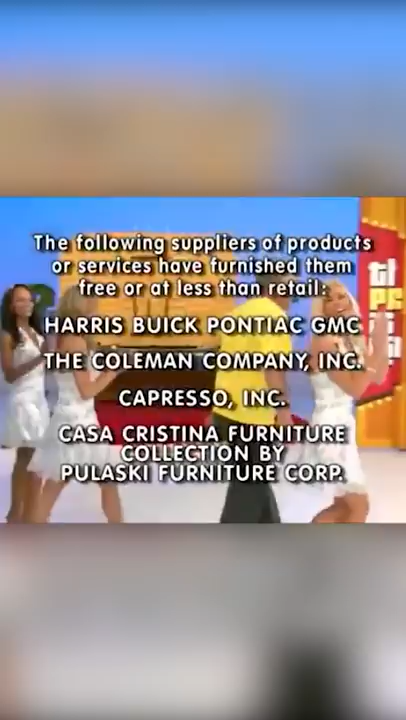 The following suppliers of products
or services have furnished them
free or at less than retail:
HARRIS BUICK PONTIAC GMC
THE COLEMAN COMPANY, INC.
CAPRESSO, INC.
CASA CRISTINA FURNITURE
COLLECTION BY
PULASKI FURNITURE CORP.